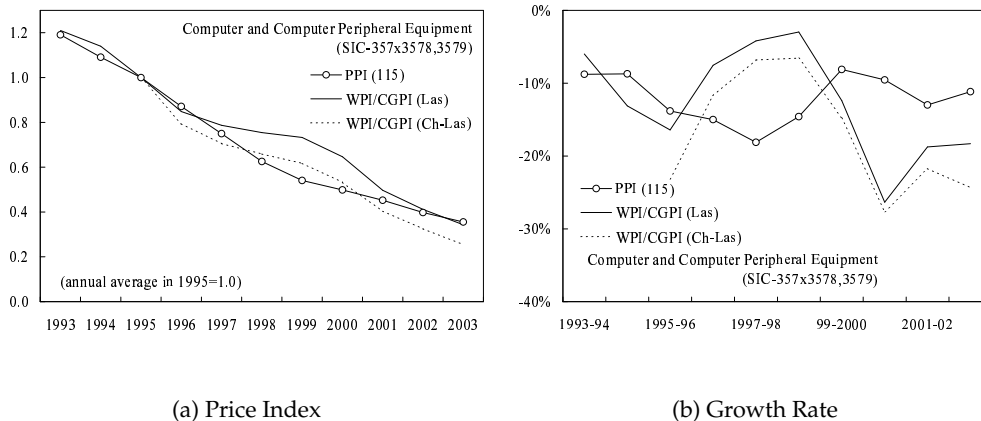 Computer and Computer Peripheral Equipment
(SIC-357x3578,3579)
PPI (115)
WPI/CGPI (Las)
WPI/CGPI (Ch-Las)
1.2
1.0
0.8
0.6
0.4
0.2
0.0
(annual average in 1995=1.0)
1993 1994 1995 1996 1997 1998 1999 2000 2001 2002 2003
(a) Price Index
0%
-10%
-20%
-30%
-40%
PPI (115)
WPI/CGPI (Las)
WPI/CGPI (Ch-Las)
Computer and Computer Peripheral Equipment
(SIC-357x3578,3579)
1993-94 1995-96 1997-98 99-2000 2001-02
(b) Growth Rate